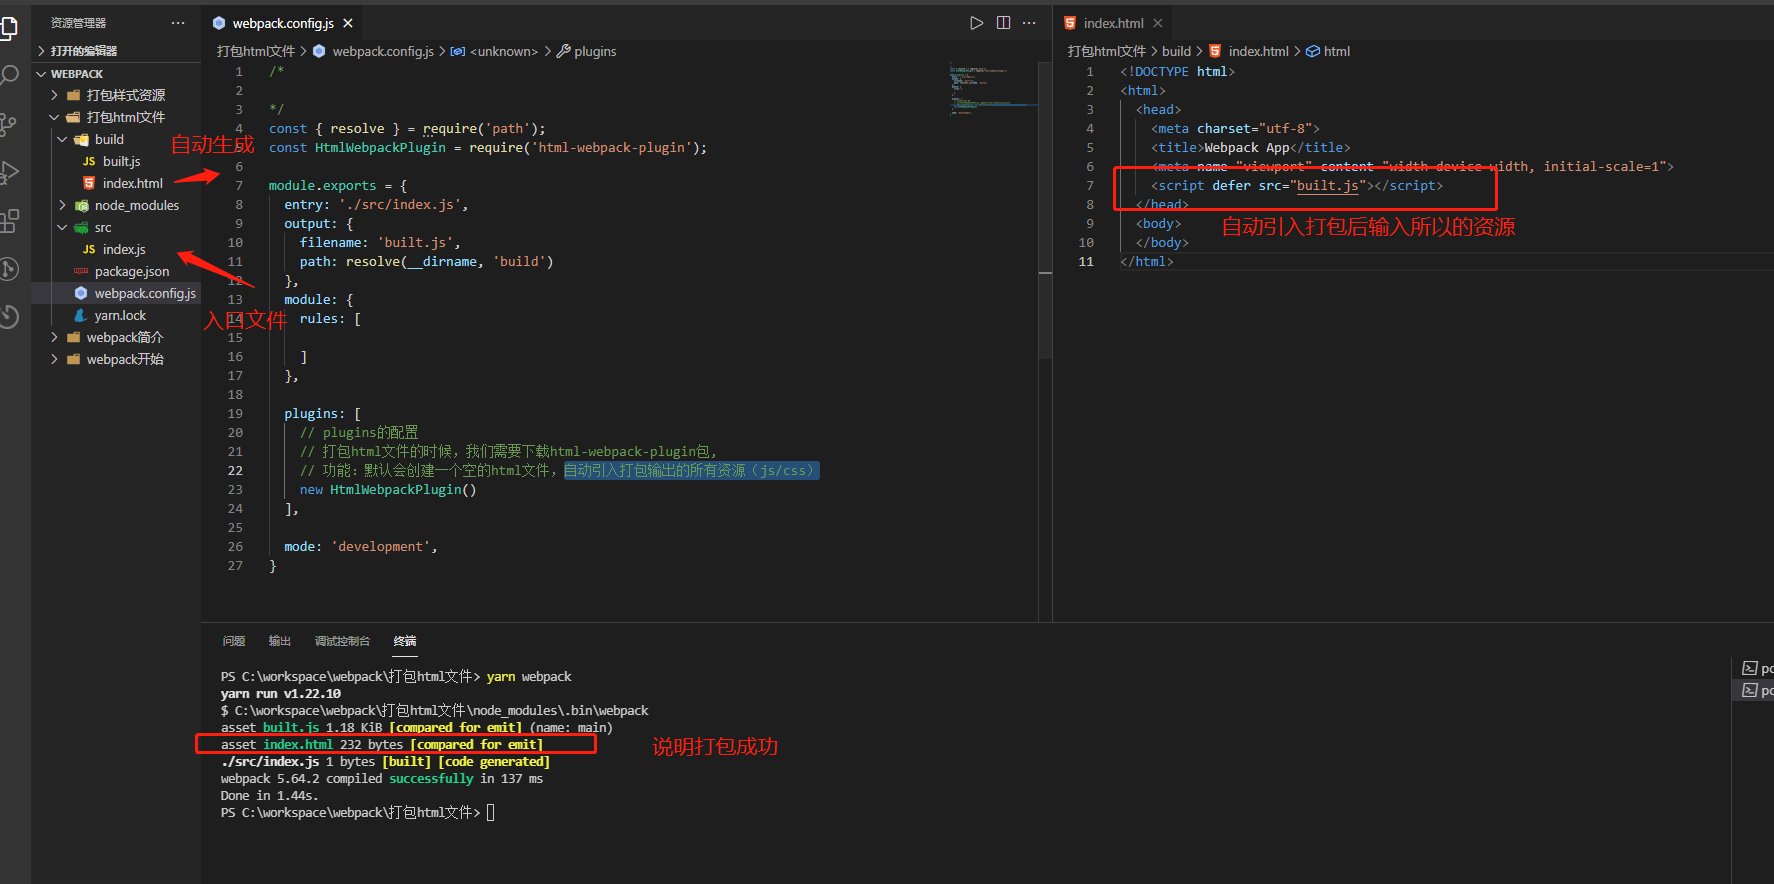 资源管理器
打开的编辑器
WEBPACK
打包样式资源
打包html文件
build
JS built.js
index.html
node_modules
src
JS index.js
package.json
webpack.config.js
yarn.lock
webpack简介
webpack开始
自动生成
入口文件
webpack.config.js
打包html文件 > webpack.config.js > <unknown> > plugins
1 /*
2
3 */
4 const { resolve } = require('path');
5 const HtmlWebpackPlugin = require('html-webpack-plugin');
6
7 module.exports = {
8 entry: './src/index.js',
9 output: {
10 filename: 'built.js',
11 path: resolve(__dirname, 'build')
12 },
13 module: {
14 rules: [
15
16 ]
17 },
18
19 plugins: [
20 // plugins的配置
21 // 打包html文件的时候，我们需要下载html-webpack-plugin包,
22 // 功能：默认会创建一个空的html文件，自动引入打包输出的所有资源（js/css）
23 new HtmlWebpackPlugin()
24 ],
25
26 mode: 'development',
27 }
index.html
打包html文件 > build > index.html > html
1 <!DOCTYPE html>
2 <html>
3 <head>
4 <meta charset="utf-8">
5 <title>Webpack App</title>
6 <meta name="viewport" content="width=device-width, initial-scale=1">
7 <script defer src="built.js"></script>
8 </head>
9 <body>
10 </body>
11 </html>
自动引入打包后输入所以的资源
问题 输出 调试控制台 终端
PS C:\workspace\webpack\打包html文件> yarn webpack
yarn run v1.22.10
$ C:\workspace\webpack\打包html文件\node_modules\.bin\webpack
asset built.js 1.18 KiB [compared for emit] (name: main)
asset index.html 232 bytes [compared for emit]
./src/index.js 1 bytes [built] [code generated]
webpack 5.64.2 compiled successfully in 137 ms
Done in 1.44s.
PS C:\workspace\webpack\打包html文件>
说明打包成功